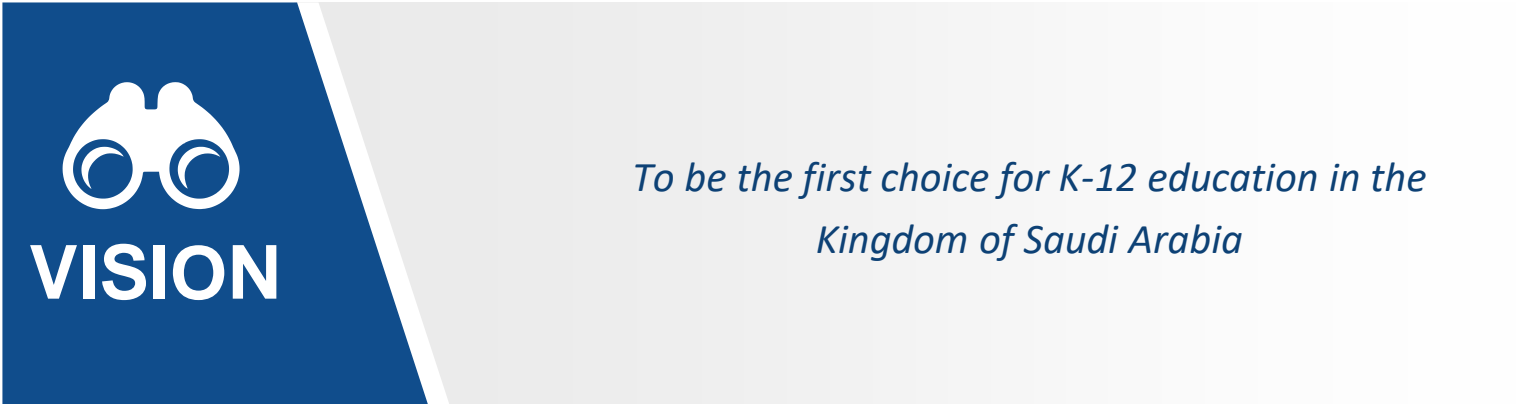 VISION
To be the first choice for K-12 education in the
Kingdom of Saudi Arabia